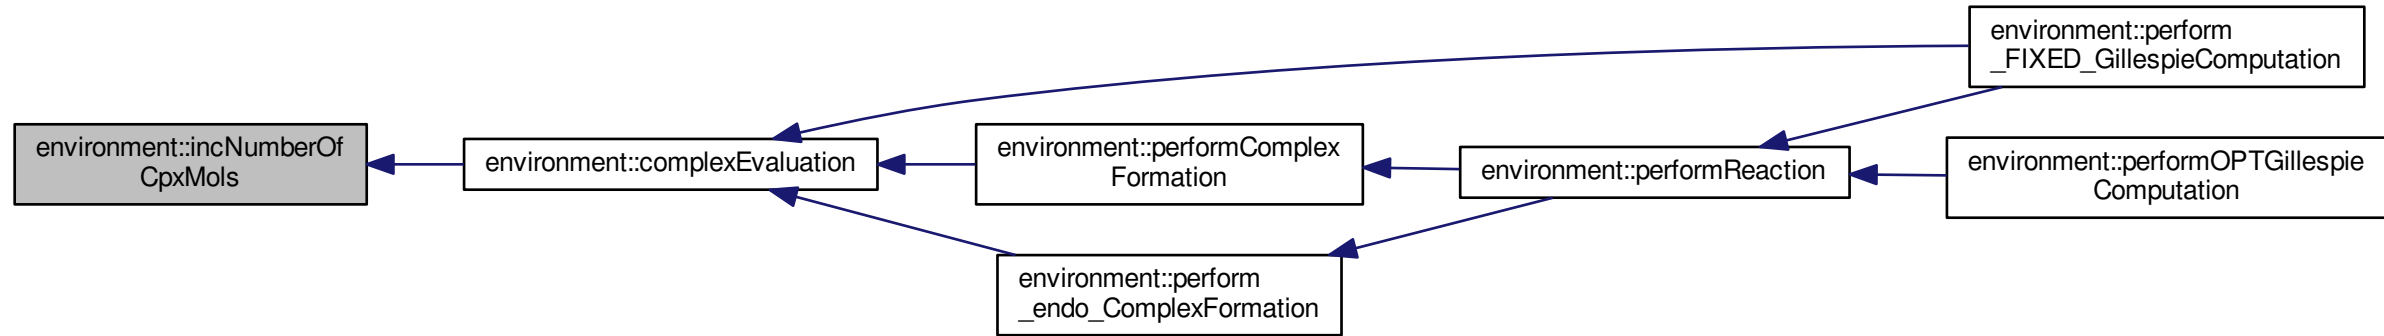 environment::incNumberOf
CpxMols
environment::complexEvaluation
environment::performComplex
Formation
environment::perform
_endo_ComplexFormation
environment::performReaction
environment::perform
_FIXED_GillespieComputation
environment::performOPTGillespie
Computation